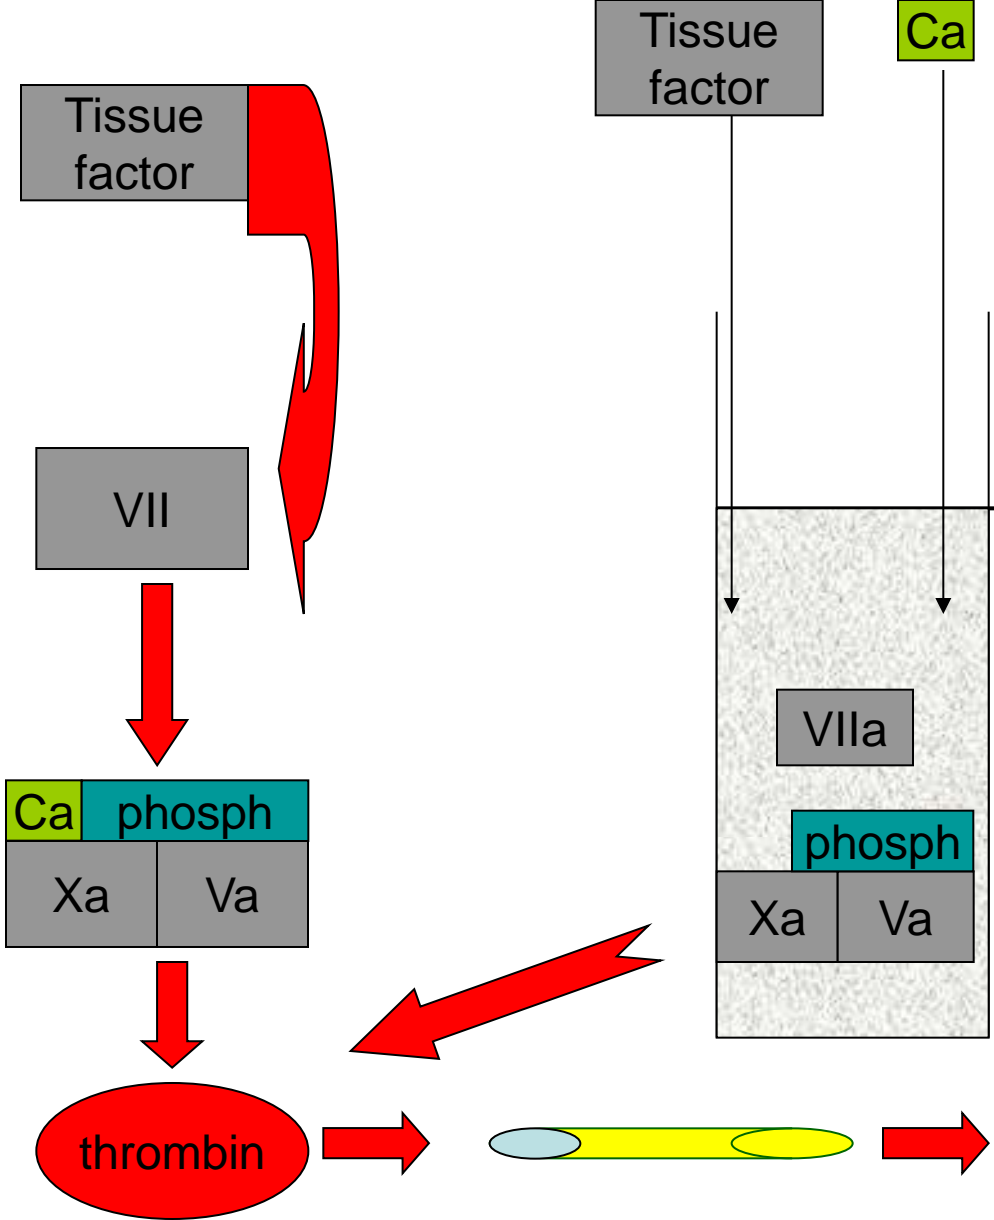 Tissue
factor
Ca
Tissue
factor
VII
VIIa
Ca
phosph
phosph
Xa
Va
Xa
Va
thrombin